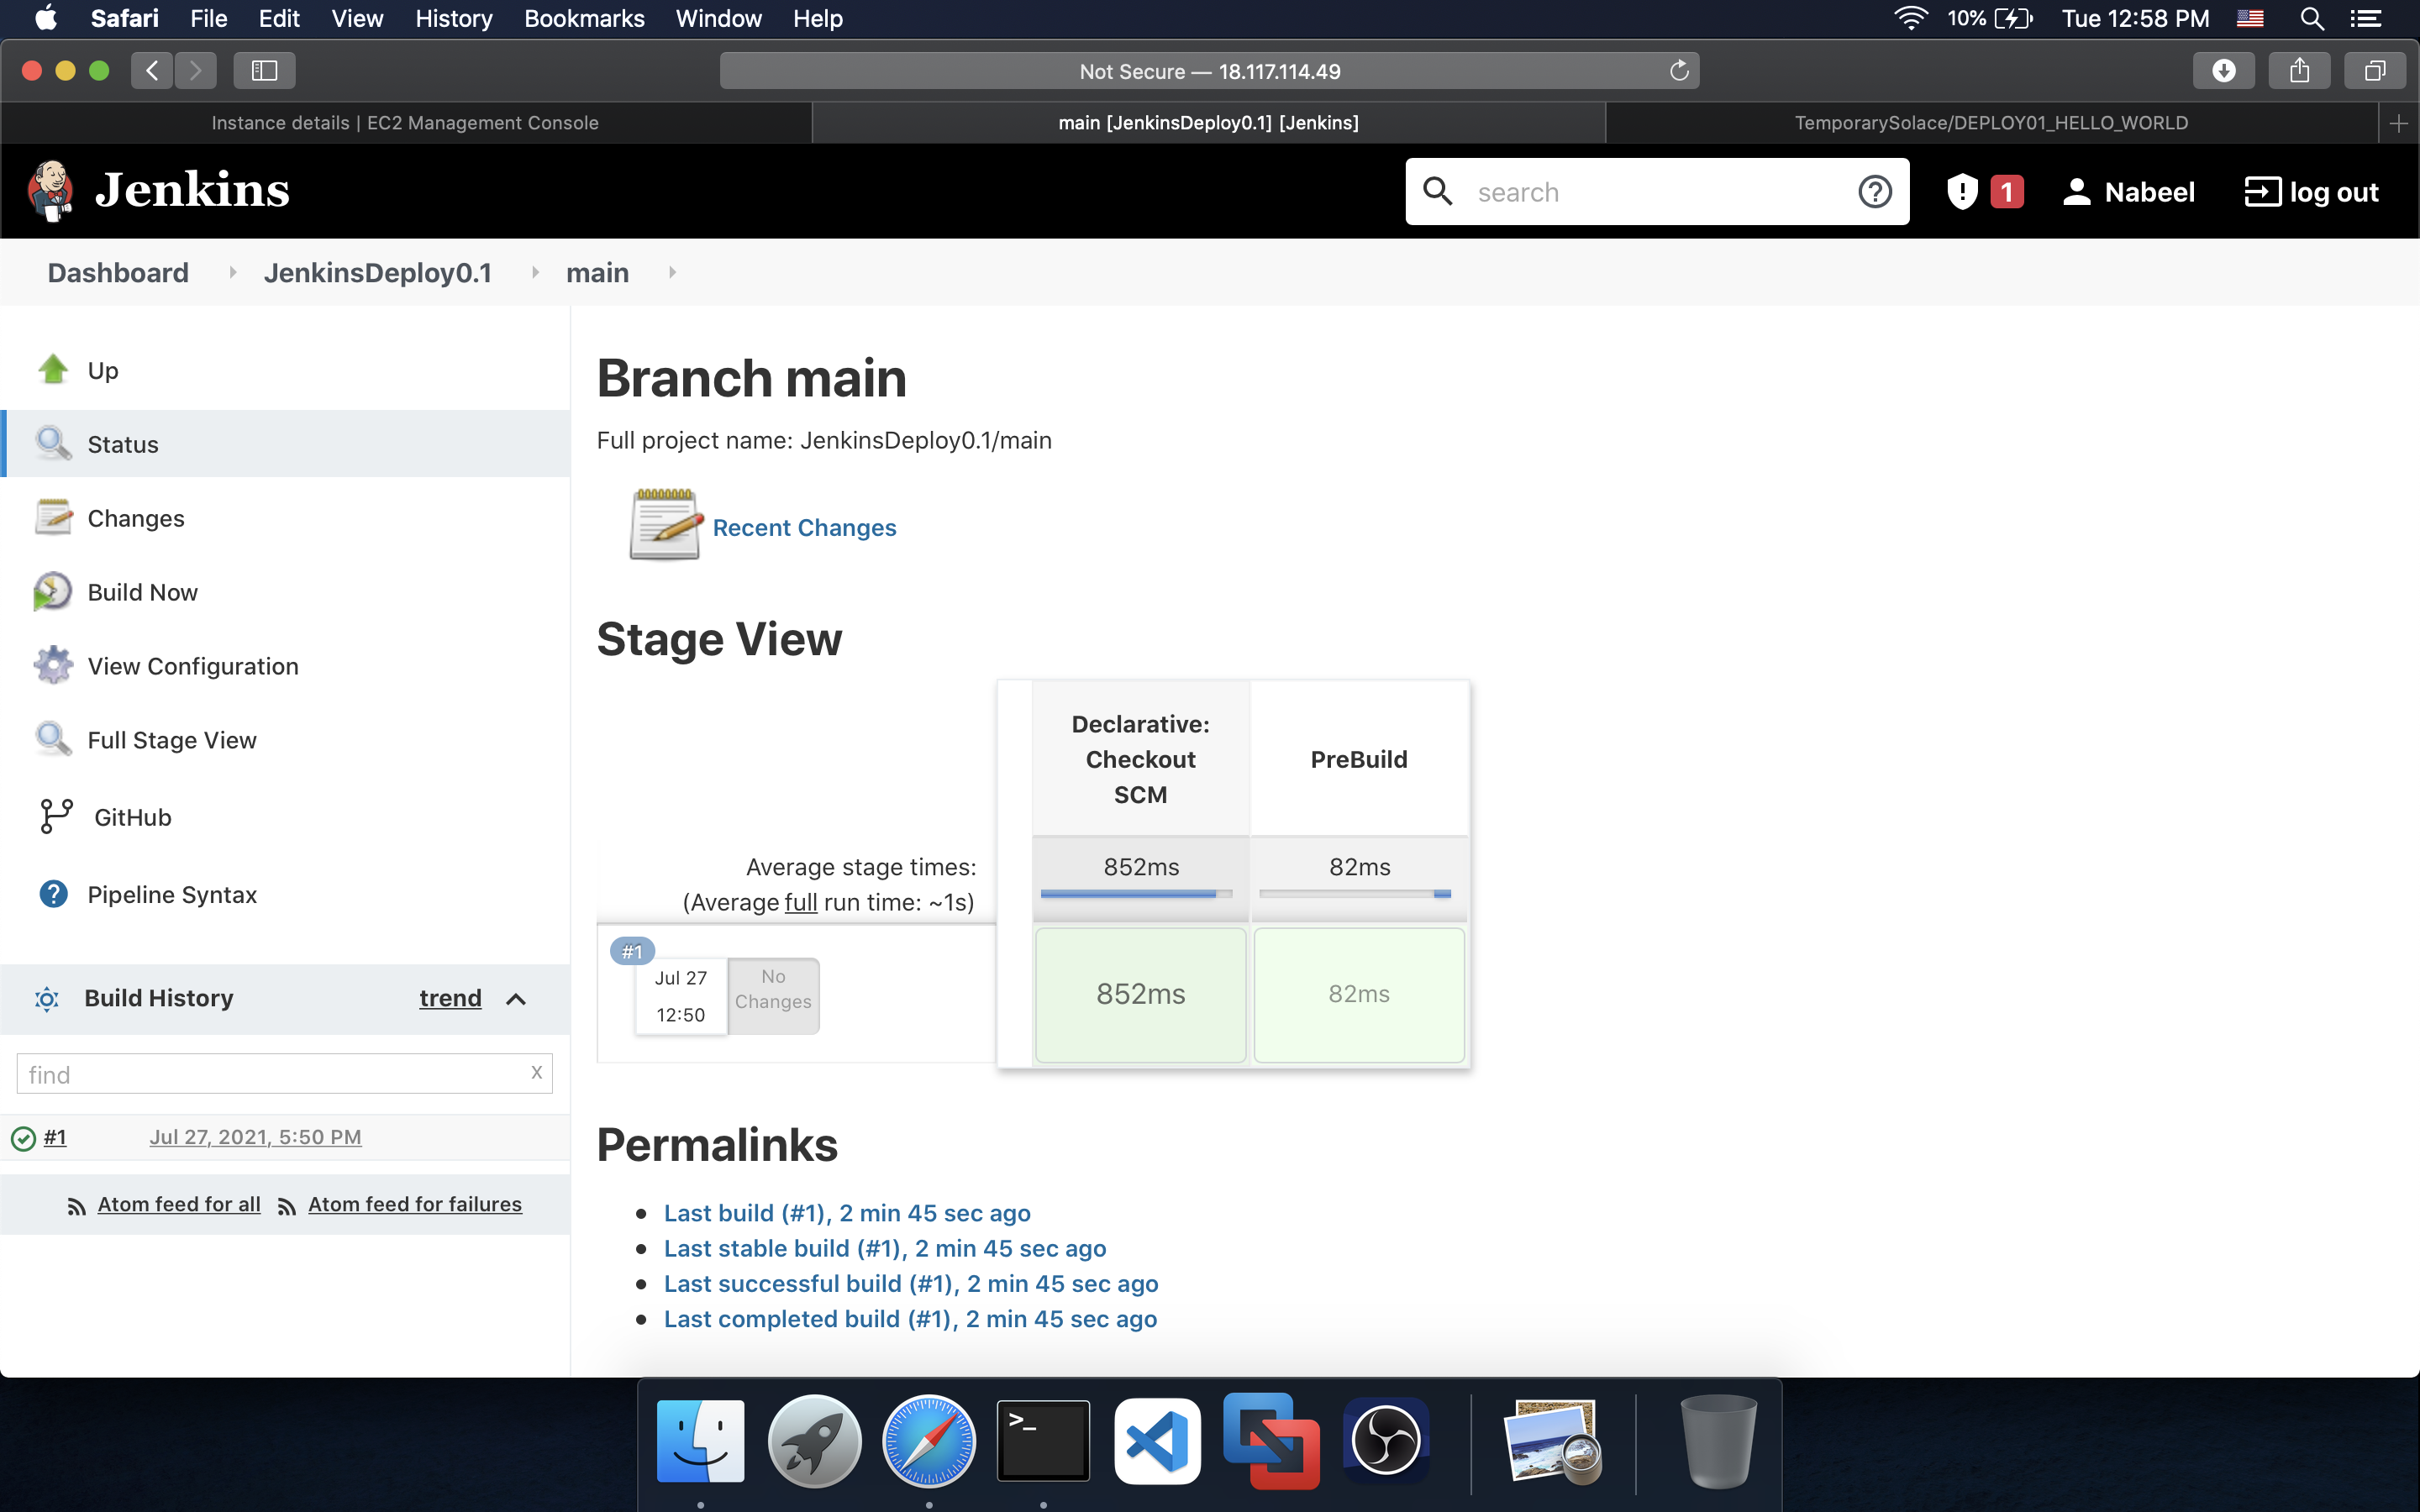 Safari File Edit View History Bookmarks Window Help 10% Tue 12:58 PM
Not Secure — 18.117.114.49
Instance details | EC2 Management Console main [JenkinsDeploy0.1] [Jenkins] TemporarySolace/DEPLOY01_HELLO_WORLD
Jenkins search 1 Nabeel log out
Dashboard JenkinsDeploy0.1 main
Up
Status
Changes
Build Now
View Configuration
Full Stage View
GitHub
Pipeline Syntax
Build History trend
find x
#1 Jul 27, 2021, 5:50 PM
Atom feed for all Atom feed for failures
Branch main
Full project name: JenkinsDeploy0.1/main
Recent Changes
Stage View
Declarative:
Checkout
SCM
PreBuild
Average stage times:
(Average full run time: ~1s)
852ms 82ms
#1
Jul 27
12:50
No
Changes
852ms 82ms
Permalinks
Last build (#1), 2 min 45 sec ago
Last stable build (#1), 2 min 45 sec ago
Last successful build (#1), 2 min 45 sec ago
Last completed build (#1), 2 min 45 sec ago